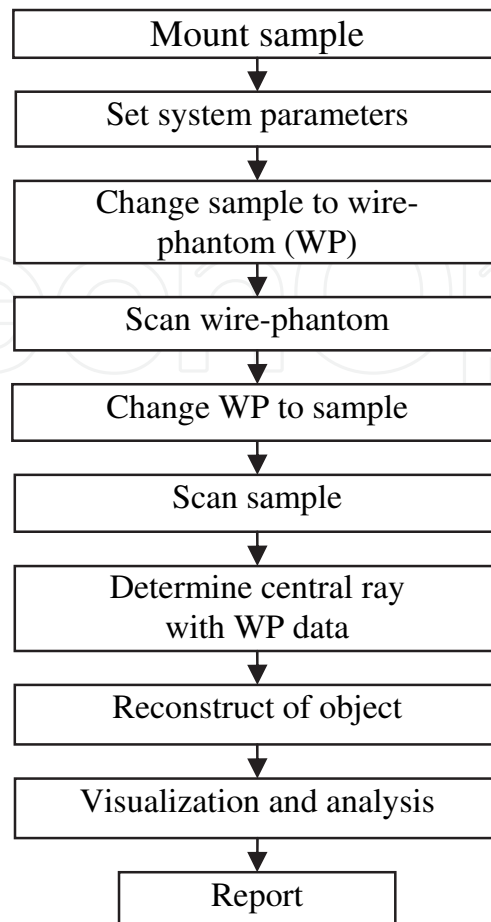 Mount sample
Set system parameters
Change sample to wire-
phantom (WP)
Scan wire-phantom
Change WP to sample
Scan sample
Determine central ray
with WP data
Reconstruct of object
Visualization and analysis
Report